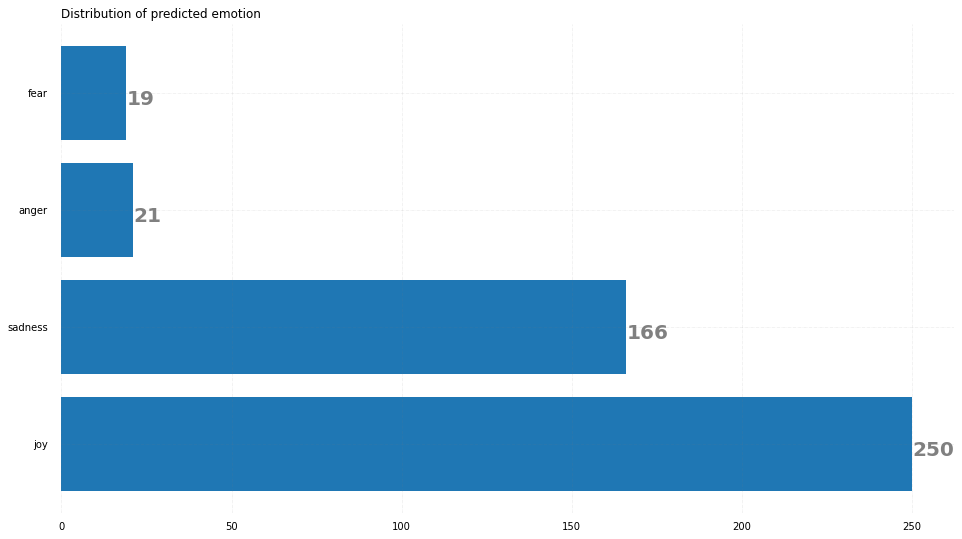 Distribution of predicted emotion
fear
19
anger
21
sadness
166
joy
250
0 50 100 150 200 250